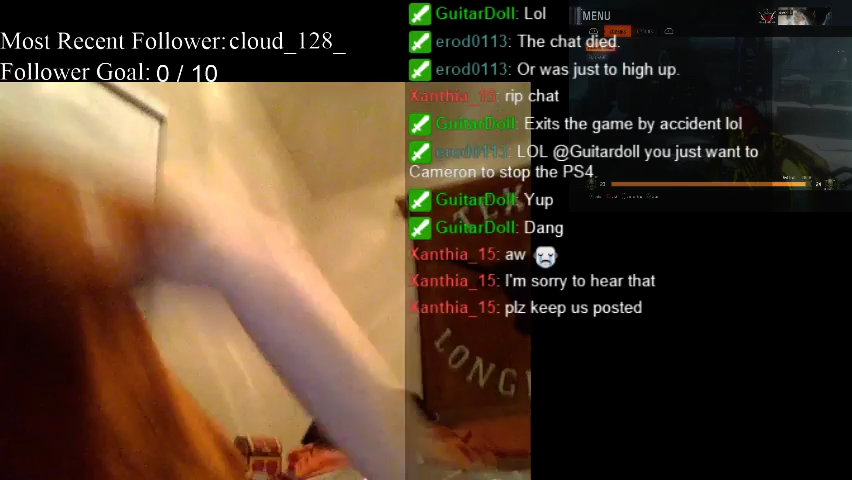 Most Recent Follower: cloud_128_
Follower Goal: 0 / 10
GuitarDoll: Lol
erod0113: The chat died.
erod0113: Or was just to high up.
Xanthia_15: rip chat
GuitarDoll: Exits the game by accident lol
erod0113: LOL @Guitardoll you just want to
Cameron to stop the PS4.
GuitarDoll: Yup
GuitarDoll: Dang
Xanthia_15: aw
Xanthia_15: I'm sorry to hear that
Xanthia_15: plz keep us posted
MENU
TEX
LONGH